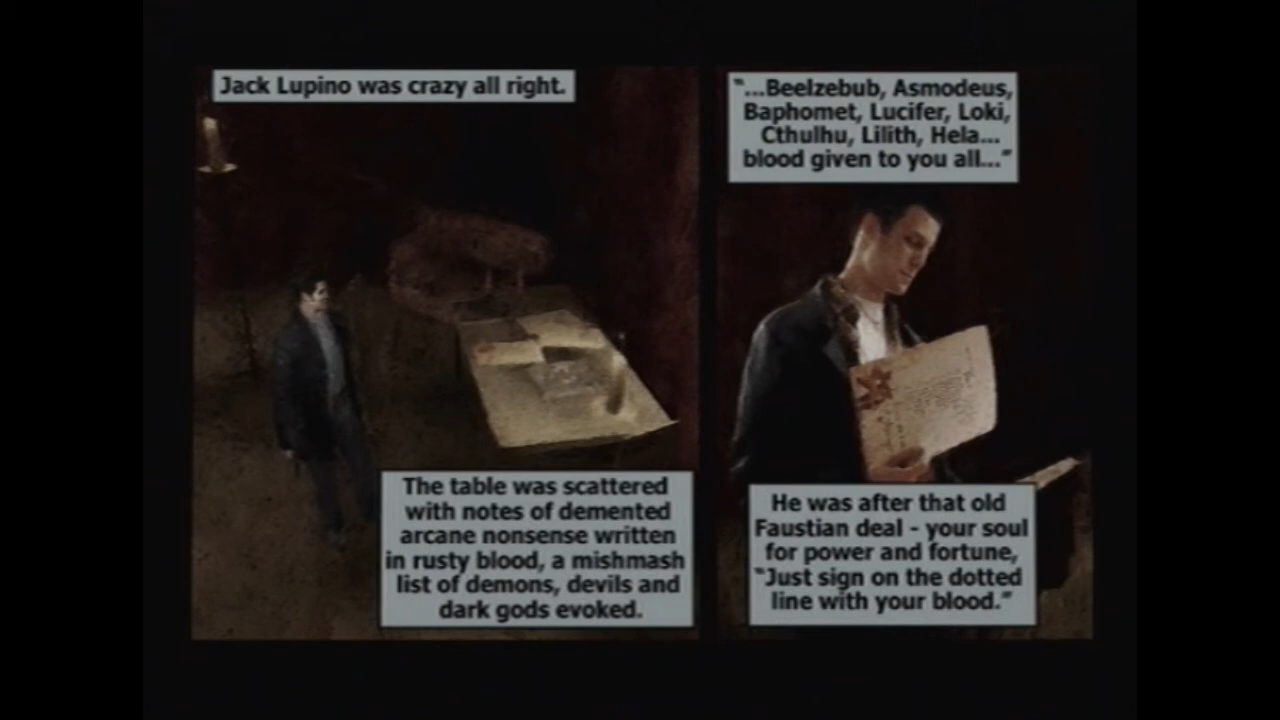 Jack Lupino was crazy all right.
The table was scattered
with notes of demented
arcane nonsense written
in rusty blood, a mishmash
list of demons, devils and
dark gods evoked.
"...Beelzebub, Asmodeus,
Baphomet, Lucifer, Loki,
Cthulhu, Lilith, Hela...
blood given to you all..."
He was after that old
Faustian deal - your soul
for power and fortune,
"Just sign on the dotted
line with your blood."